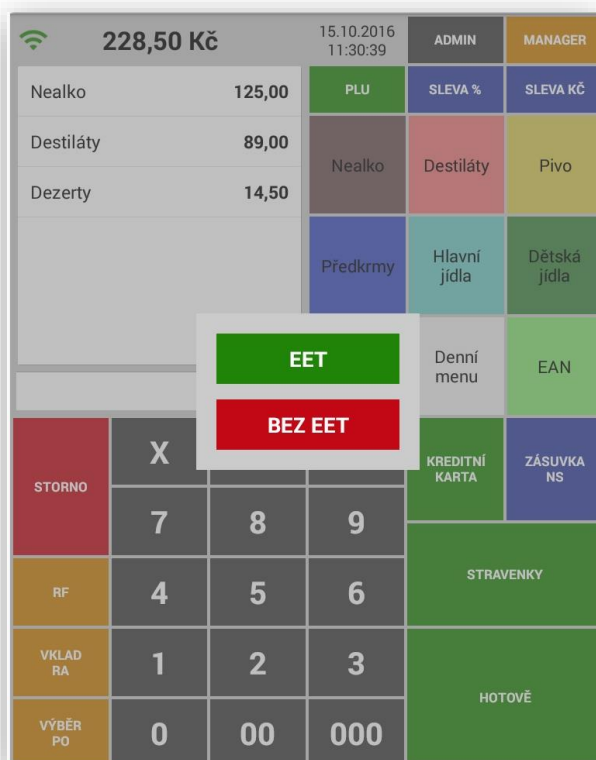 228,50 Kč
15.10.2016
11:30:39
ADMIN
MANAGER
Nealko 125,00
Destiláty 89,00
Dezerty 14,50
PLU
SLEVA %
SLEVA KČ
Nealko
Destiláty
Pivo
Předkrmy
Hlavní
jídla
Dětská
jídla
EET
BEZ EET
Denní
menu
EAN
STORNO
X
KREDITNÍ
KARTA
ZÁSUVKA
NS
7 8 9
RF
4 5 6
STRAVENKY
VKLAD
RA
1 2 3
HOTOVĚ
VÝBĚR
PO
0 00 000